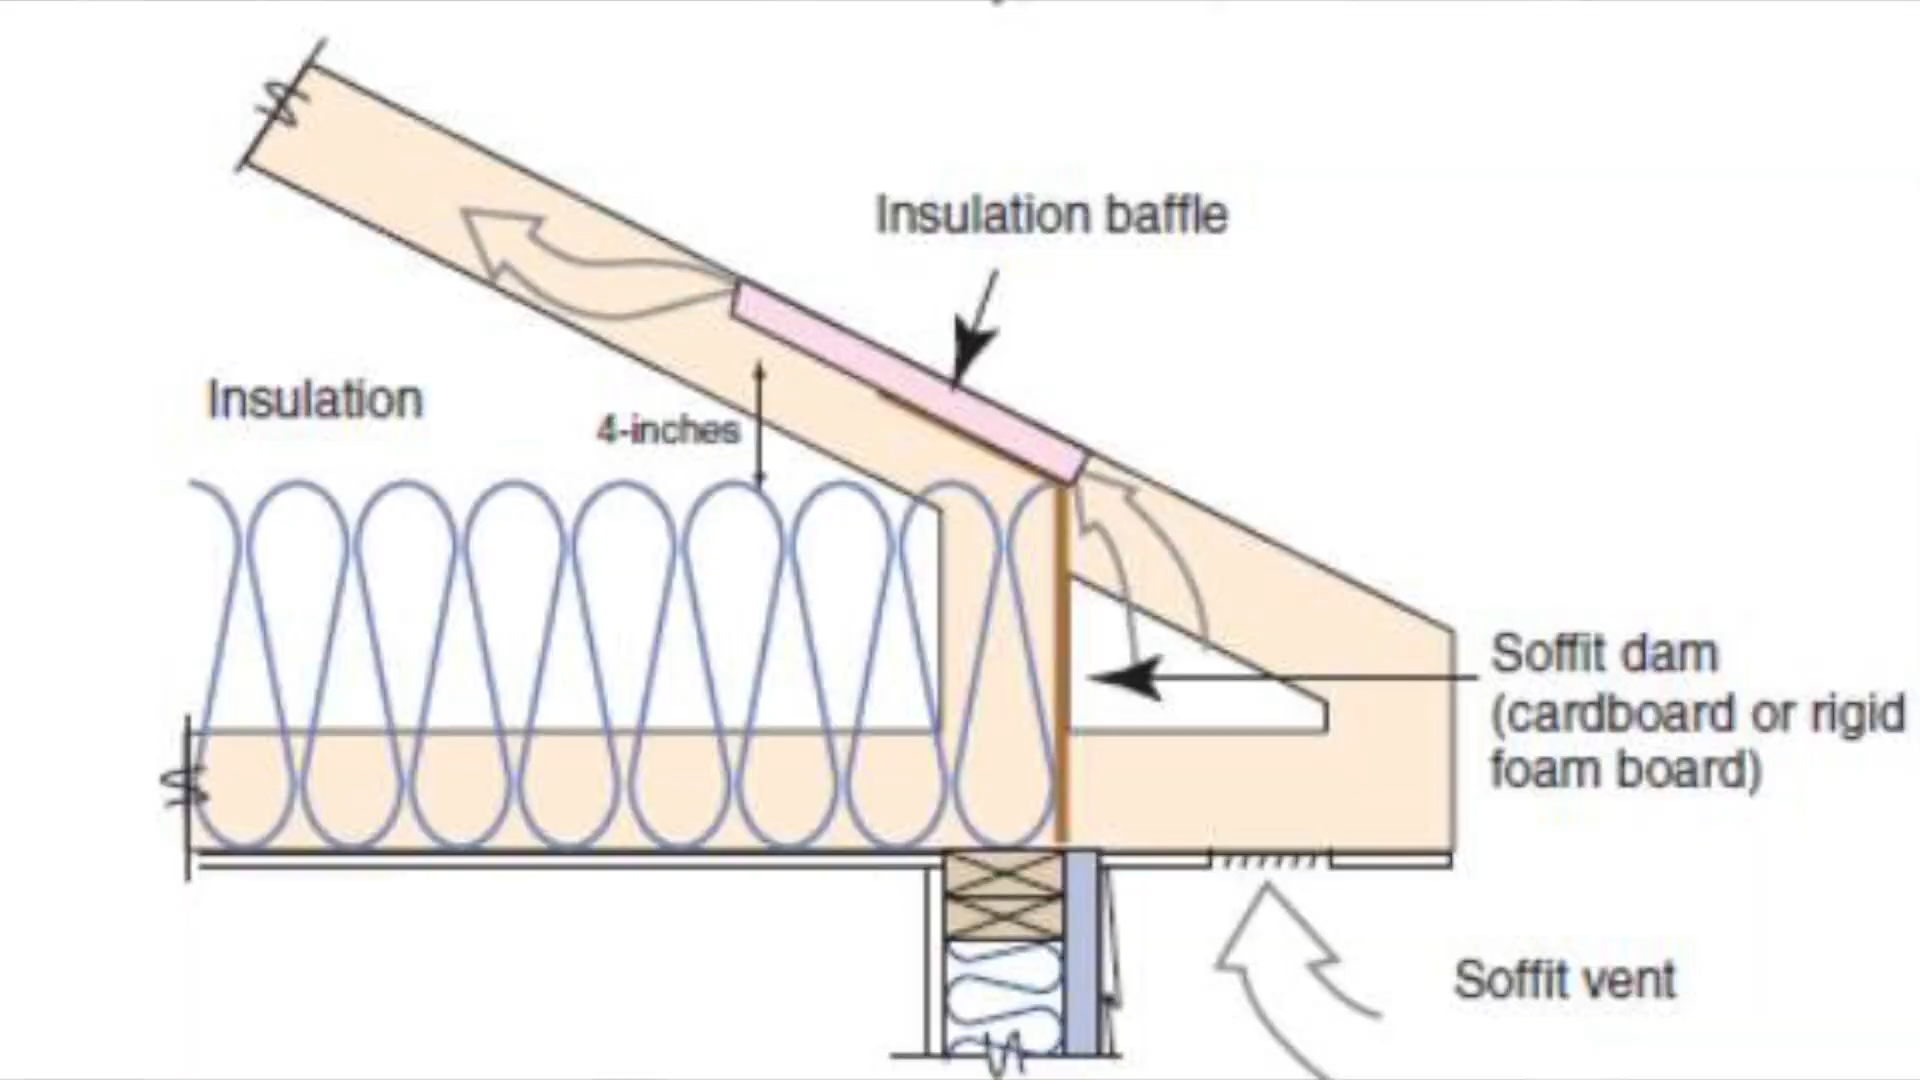 Insulation baffle
Insulation
4-inches
Soffit dam
(cardboard or rigid
foam board)
Soffit vent